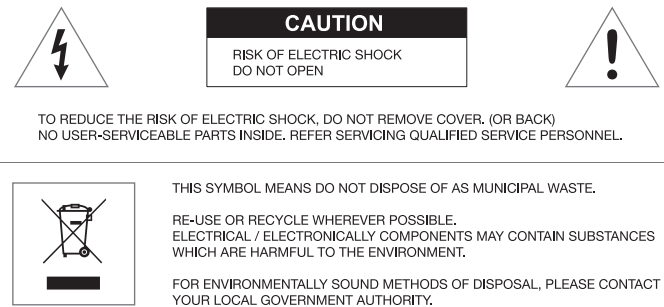 CAUTION
RISK OF ELECTRIC SHOCK
DO NOT OPEN
TO REDUCE THE RISK OF ELECTRIC SHOCK, DO NOT REMOVE COVER. (OR BACK)
NO USER-SERVICEABLE PARTS INSIDE. REFER SERVICING QUALIFIED SERVICE PERSONNEL.
THIS SYMBOL MEANS DO NOT DISPOSE OF AS MUNICIPAL WASTE.
RE-USE OR RECYCLE WHEREVER POSSIBLE.
ELECTRICAL / ELECTRONICALLY COMPONENTS MAY CONTAIN SUBSTANCES
WHICH ARE HARMFUL TO THE ENVIRONMENT.
FOR ENVIRONMENTALLY SOUND METHODS OF DISPOSAL, PLEASE CONTACT
YOUR LOCAL GOVERNMENT AUTHORITY.